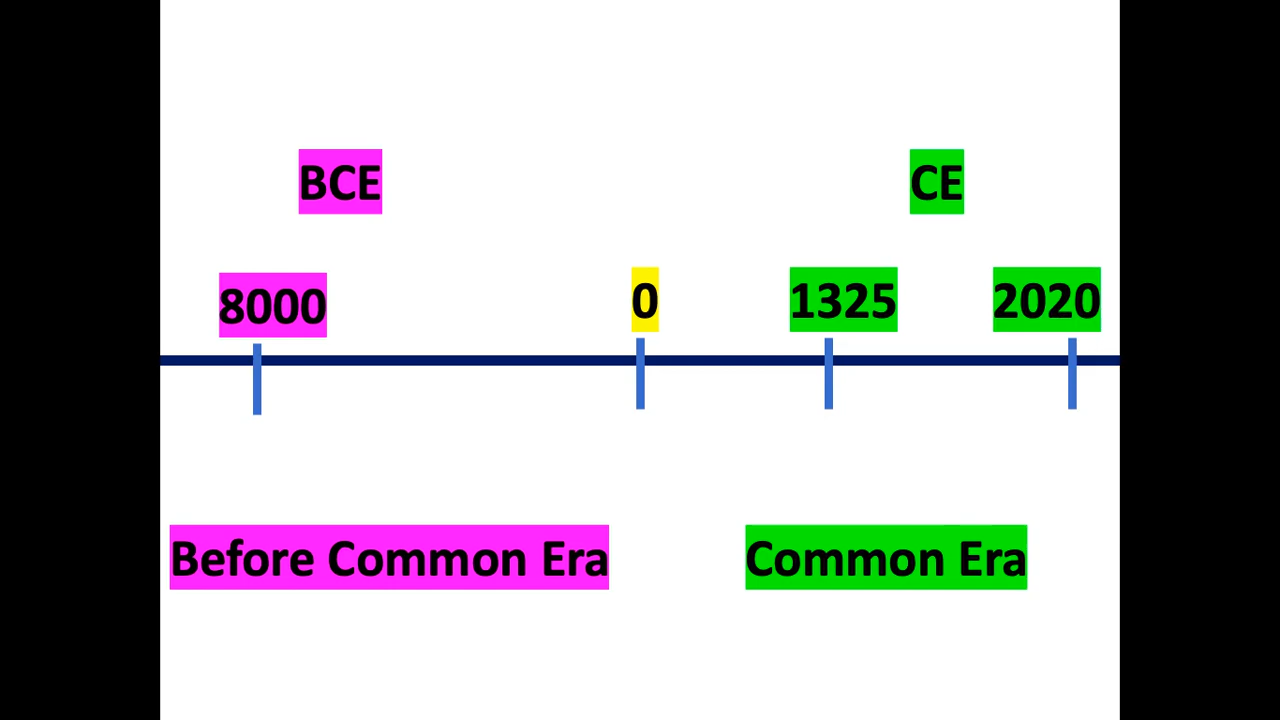 BCE
CE
8000
0
1325
2020
Before Common Era
Common Era